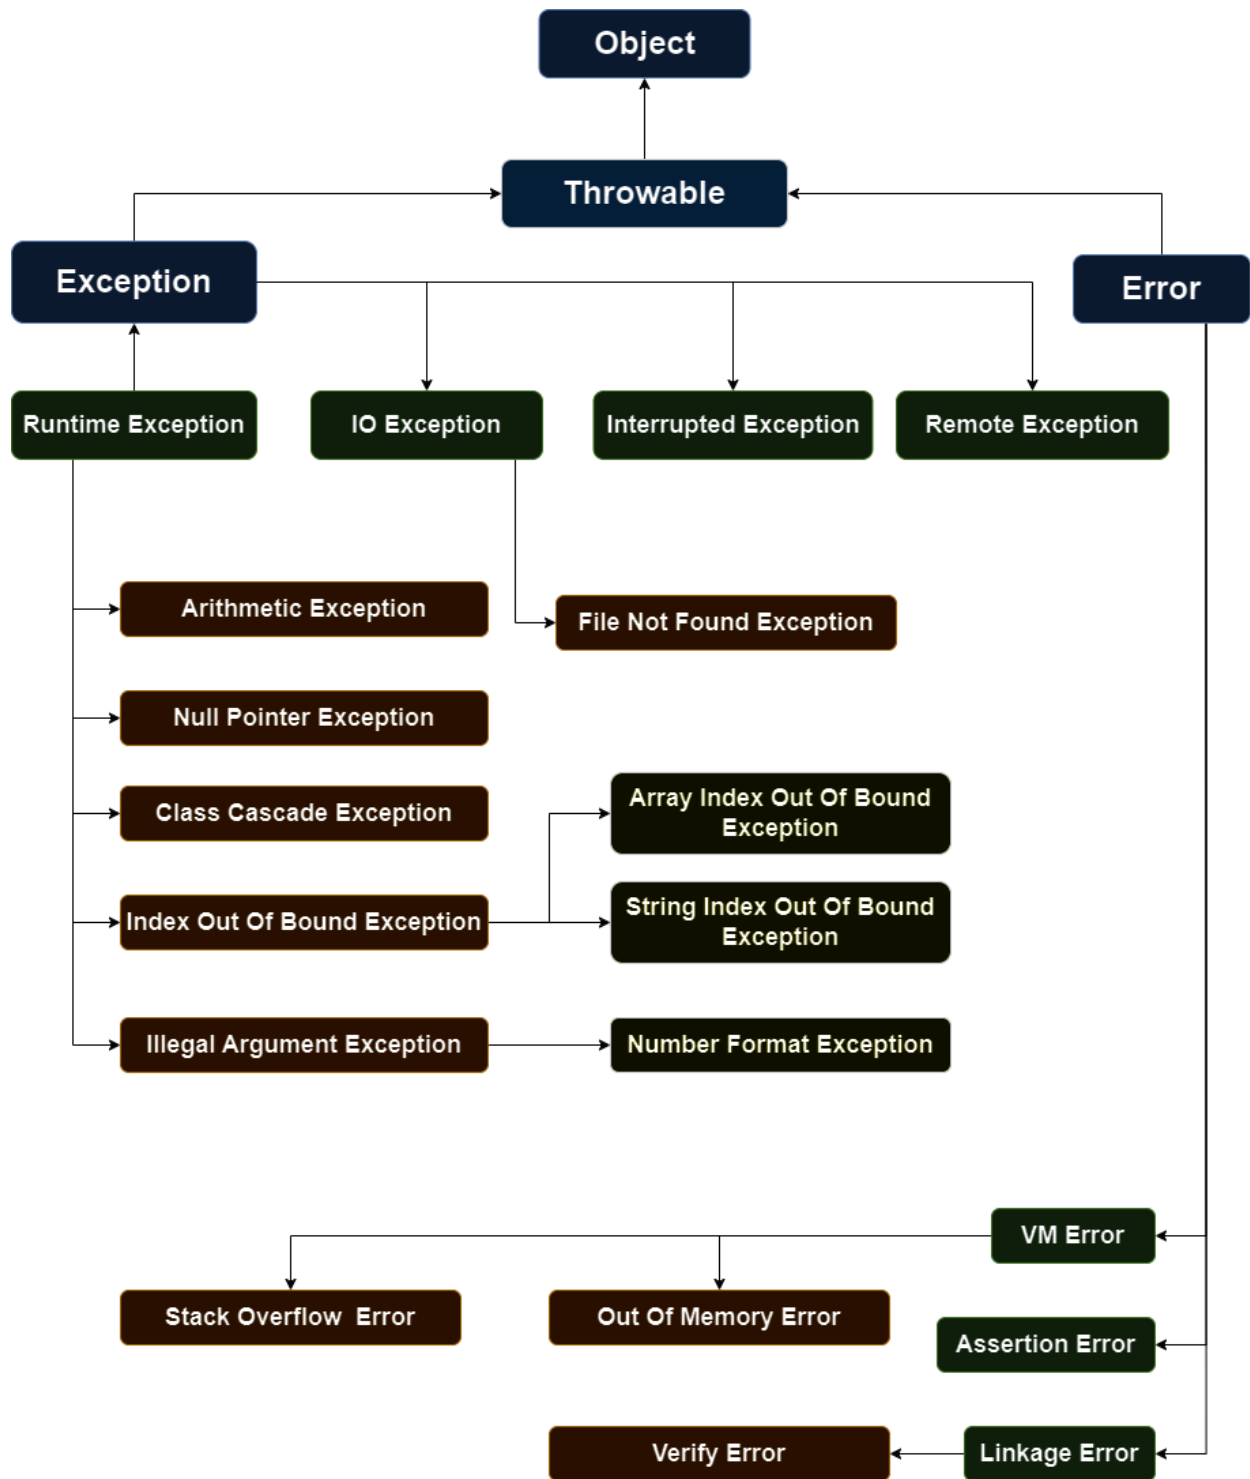 Object
Throwable
Exception
Error
Runtime Exception
IO Exception
Interrupted Exception
Remote Exception
Arithmetic Exception
File Not Found Exception
Null Pointer Exception
Class Cascade Exception
Array Index Out Of Bound
Exception
Index Out Of Bound Exception
String Index Out Of Bound
Exception
Illegal Argument Exception
Number Format Exception
VM Error
Stack Overflow  Error
Out Of Memory Error
Assertion Error
Verify Error
Linkage Error